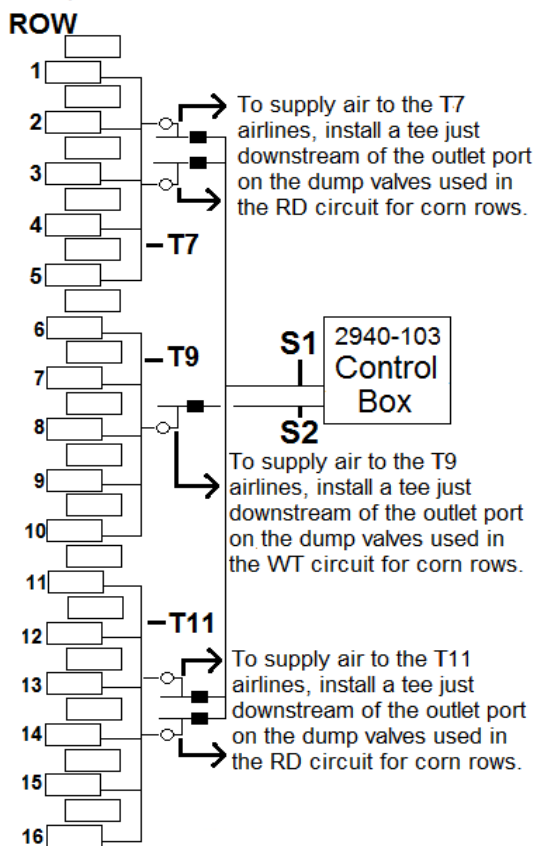 ROW
1
2
3
4
5
6
7
8
9
10
11
12
13
14
15
16
To supply air to the T7
airlines, install a tee just
downstream of the outlet port
on the dump valves used in
the RD circuit for corn rows.
T7
T9
S1
2940-103
Control
Box
S2
To supply air to the T9
airlines, install a tee just
downstream of the outlet port
on the dump valves used in
the WT circuit for corn rows.
T11
To supply air to the T11
airlines, install a tee just
downstream of the outlet port
on the dump valves used in
the RD circuit for corn rows.